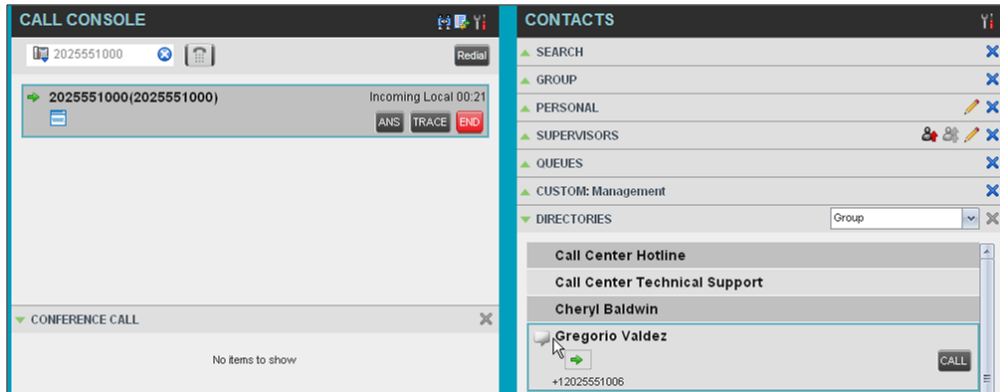 CALL CONSOLE
2025551000
Redial
2025551000(2025551000)
Incoming Local 00:21
ANS
TRACE
END
CONFERENCE CALL
No items to show
CONTACTS
SEARCH
GROUP
PERSONAL
SUPERVISORS
QUEUES
CUSTOM: Management
DIRECTORIES
Group
Call Center Hotline
Call Center Technical Support
Cheryl Baldwin
Gregorio Valdez
CALL
+12025551006